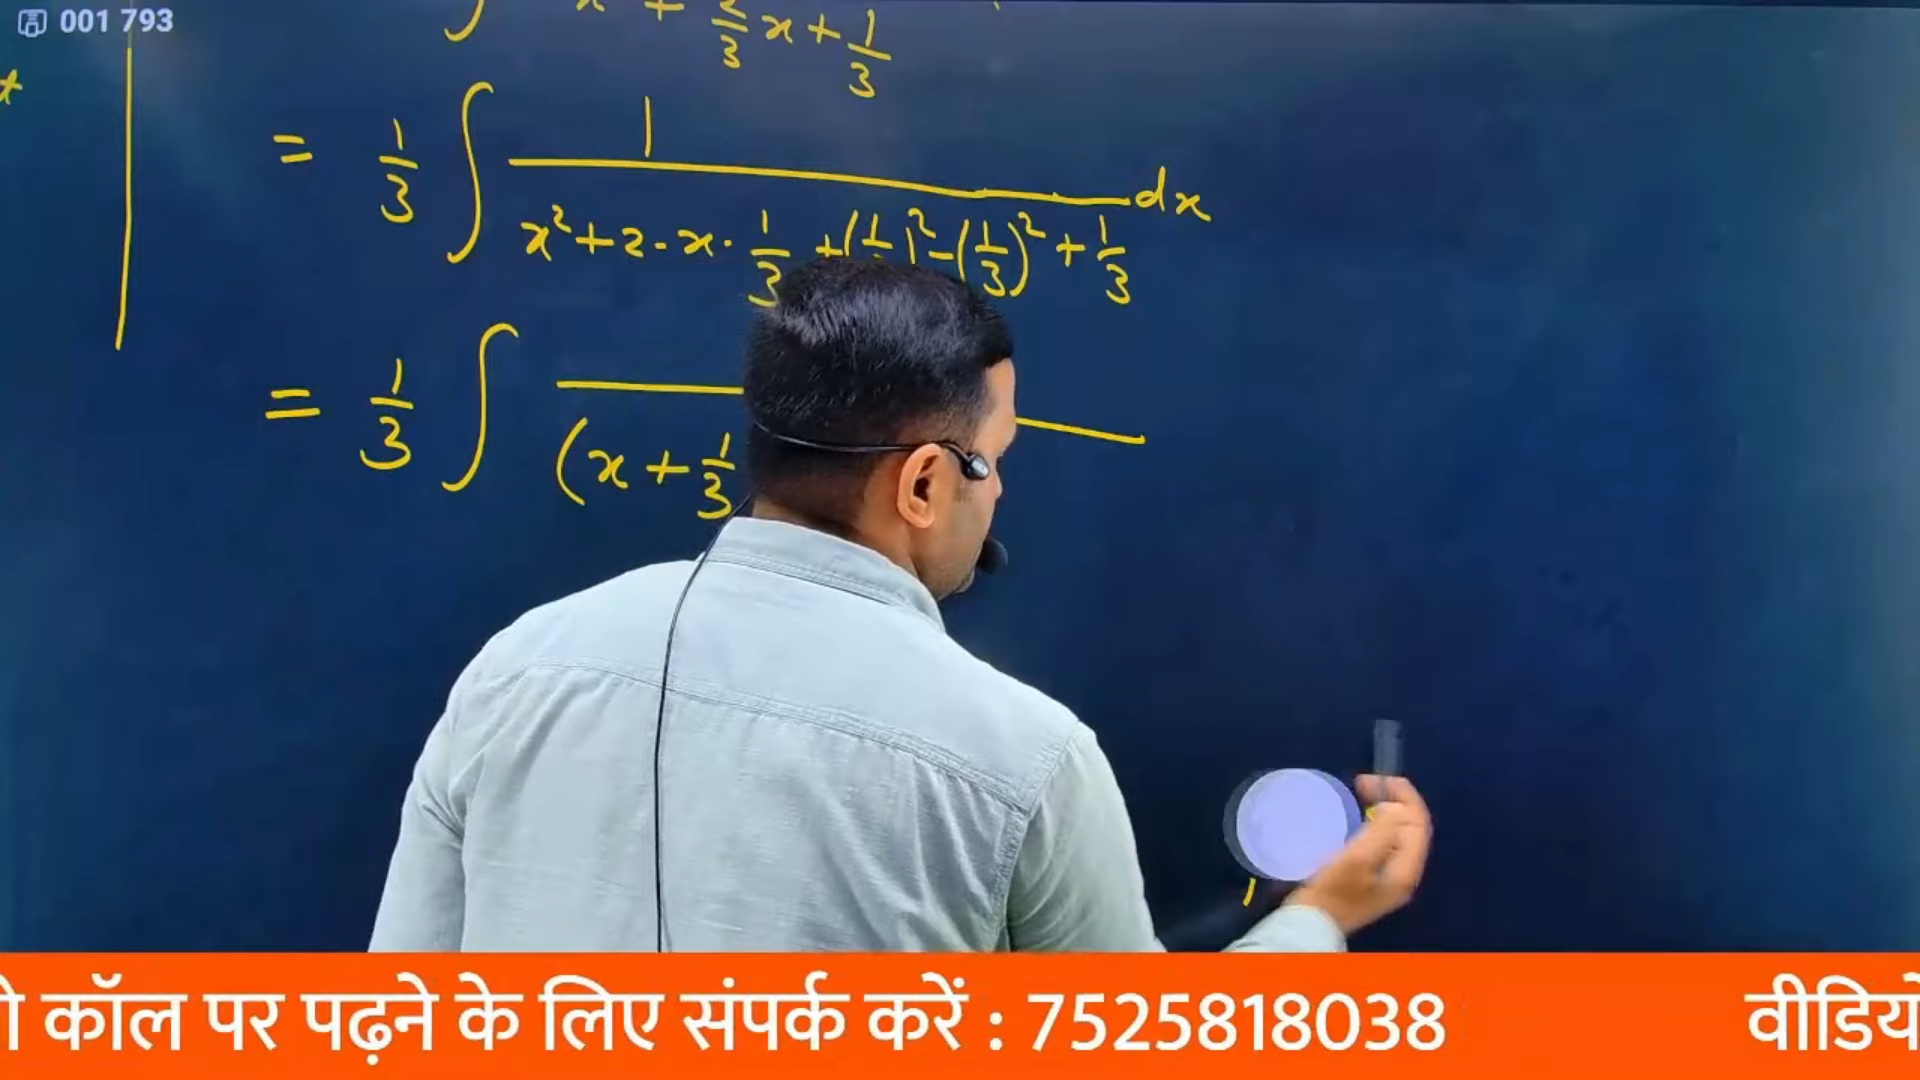 001 793
x + 2/3 x + 1/3
= 1/3 ∫ 1 / x² + 2 · x · 1/3 + (1/ )² - (1/3)² + 1/3 dx
= 1/3 ∫ (x + 1/3
कॉल पर पढ़ने के लिए संपर्क करें : 7525818038